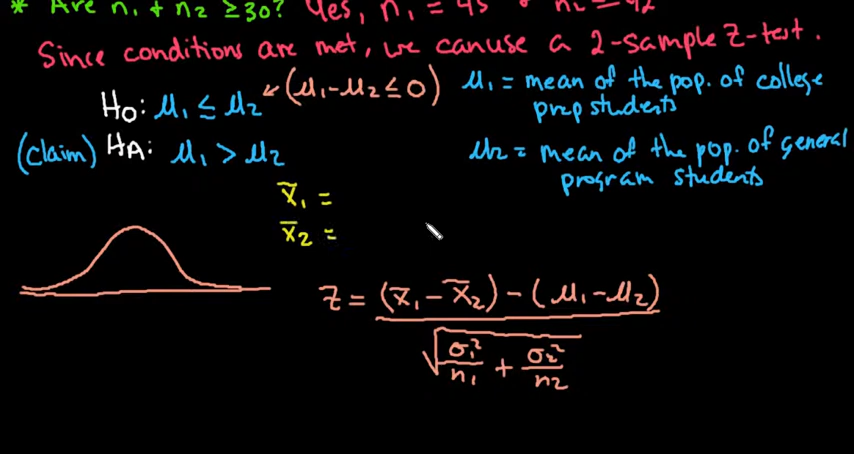 * Are n₁ + n₂ ≥ 30? Yes, n₁ = 45
Since conditions are met, we can use a 2-sample Z-test.
H₀: μ₁ ≤ μ₂ (μ₁-μ₂ ≤ 0)
μ₁ = mean of the pop. of college
prep students
(claim) HA: μ₁ > μ₂
μ₂ = mean of the pop. of general
program students
x̄₁ =
x̄₂ =
Z = (x̄₁ - x̄₂) - (μ₁-μ₂)
√ σ₁²/n₁ + σ₂²/n₂